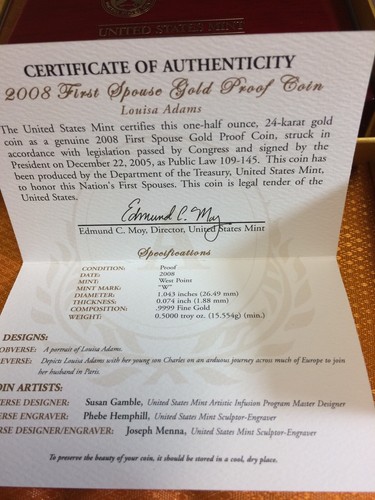 UNITED STATES MINT
CERTIFICATE OF AUTHENTICITY
2008 First Spouse Gold Proof Coin
Louisa Adams
The United States Mint certifies this one-half ounce, 24-karat gold
coin as a genuine 2008 First Spouse Gold Proof Coin, struck in
accordance with legislation passed by Congress and signed by the
President on December 22, 2005, as Public Law 109-145. This coin has
been produced by the Department of the Treasury, United States Mint,
to honor this Nation's First Spouses. This coin is legal tender of the
United States.
Edmund C. Moy
Edmund C. Moy, Director, United States Mint
Specifications
CONDITION: Proof
DATE: 2008
MINT: West Point
MINT MARK: "W"
DIAMETER: 1.043 inches (26.49 mm)
THICKNESS: 0.074 inch (1.88 mm)
COMPOSITION: .9999 Fine Gold
WEIGHT: 0.5000 troy oz. (15.554g) (min.)
DESIGNS:
OBVERSE: A portrait of Louisa Adams.
EVERSE: Depicts Louisa Adams with her young son Charles on an arduous journey across much of Europe to join
her husband in Paris.
OIN ARTISTS:
ERSE DESIGNER: Susan Gamble, United States Mint Artistic Infusion Program Master Designer
ERSE ENGRAVER: Phebe Hemphill, United States Mint Sculptor-Engraver
RSE DESIGNER/ENGRAVER: Joseph Menna, United States Mint Sculptor-Engraver
To preserve the beauty of your coin, it should be stored in a cool, dry place.